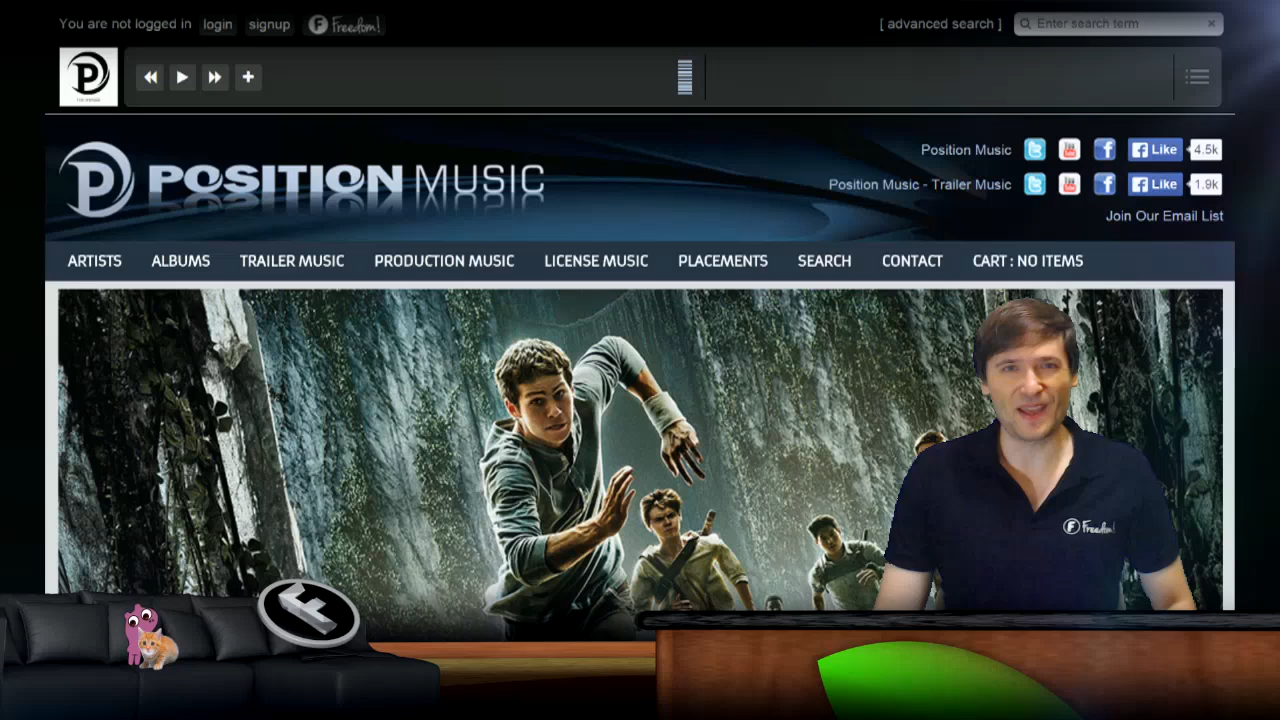 You are not logged in login signup Freedom! [ advanced search ] Enter search term
POSITION MUSIC
Position Music Like 4.5k
Position Music - Trailer Music Like 1.9k
Join Our Email List
ARTISTS ALBUMS TRAILER MUSIC PRODUCTION MUSIC LICENSE MUSIC PLACEMENTS SEARCH CONTACT CART : NO ITEMS
Freedom!